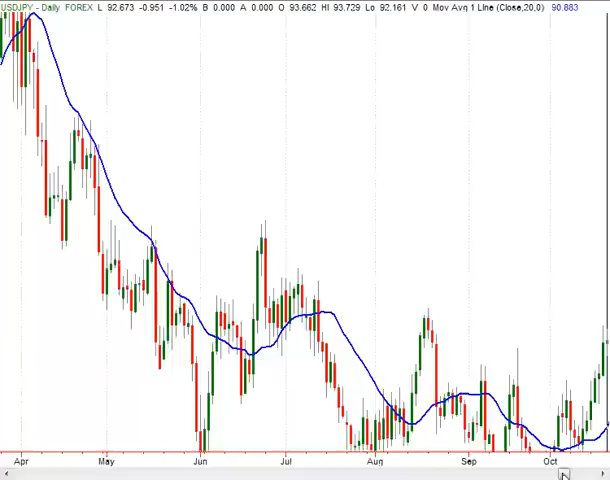 USDJPY - Daily FOREX L 92.673 -0.951 -1.02% B 0.000 A 0.000 O 93.662 Hi 93.729 Lo 92.161 V 0 Mov Avg 1 Line (Close,20,0) 90.883
Apr May Jun Jul Aug Sep Oct